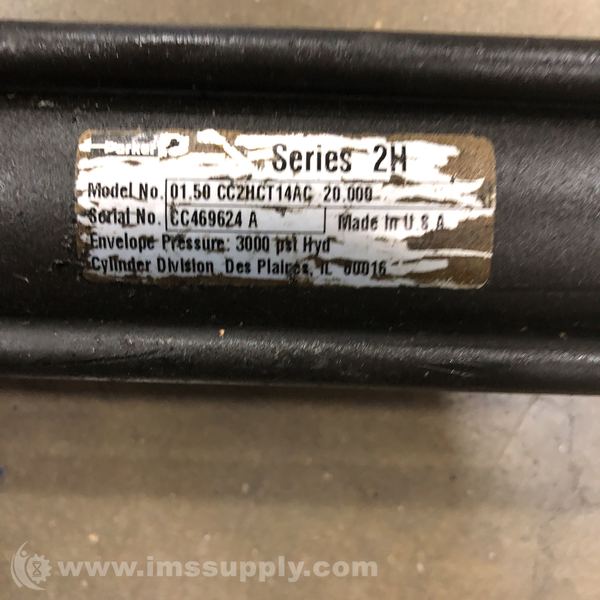 Parker
Series 2H
Model No. 01.50 CC2HCT14AC 20.000
Serial No. CC469624 A Made In U.S.A.
Envelope Pressure: 3000 psi Hyd
Cylinder Division Des Plaines, IL 60016
www.imssupply.com